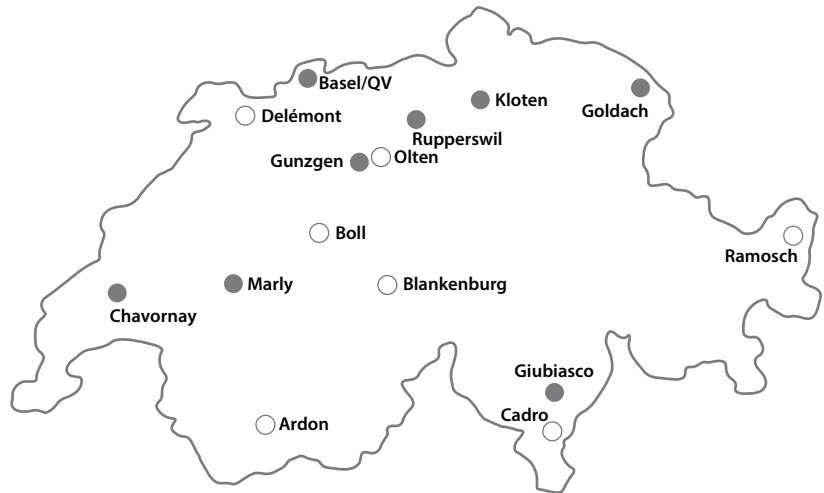 Basel/QV
Kloten
Goldach
Delémont
Rupperswil
Gunzgen
Olten
Boll
Ramosch
Marly
Blankenburg
Chavornay
Giubiasco
Cadro
Ardon